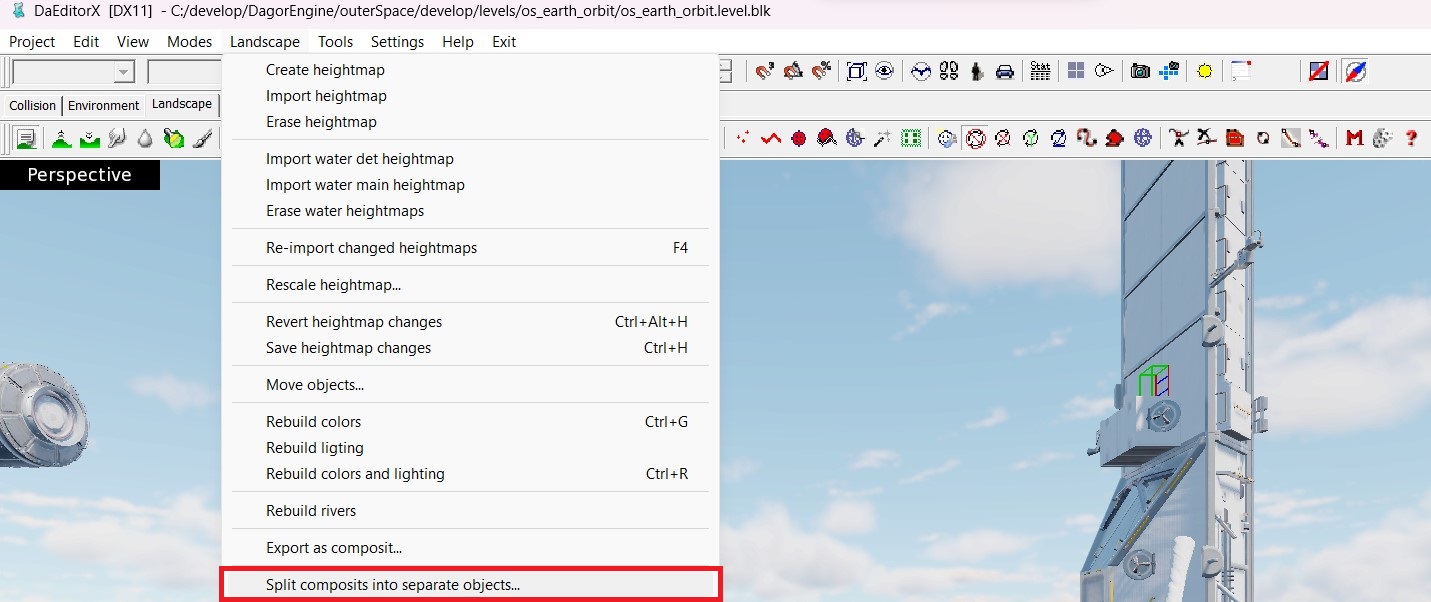 DaEditorX [DX11] - C:/develop/DagorEngine/outerSpace/develop/levels/os_earth_orbit/os_earth_orbit.level.blk
Project Edit View Modes Landscape Tools Settings Help Exit
Stat
Collision Environment Landscape
M ?
Perspective
Create heightmap
Import heightmap
Erase heightmap
Import water det heightmap
Import water main heightmap
Erase water heightmaps
Re-import changed heightmaps F4
Rescale heightmap...
Revert heightmap changes Ctrl+Alt+H
Save heightmap changes Ctrl+H
Move objects...
Rebuild colors Ctrl+G
Rebuild ligting
Rebuild colors and lighting Ctrl+R
Rebuild rivers
Export as composit...
Split composits into separate objects...